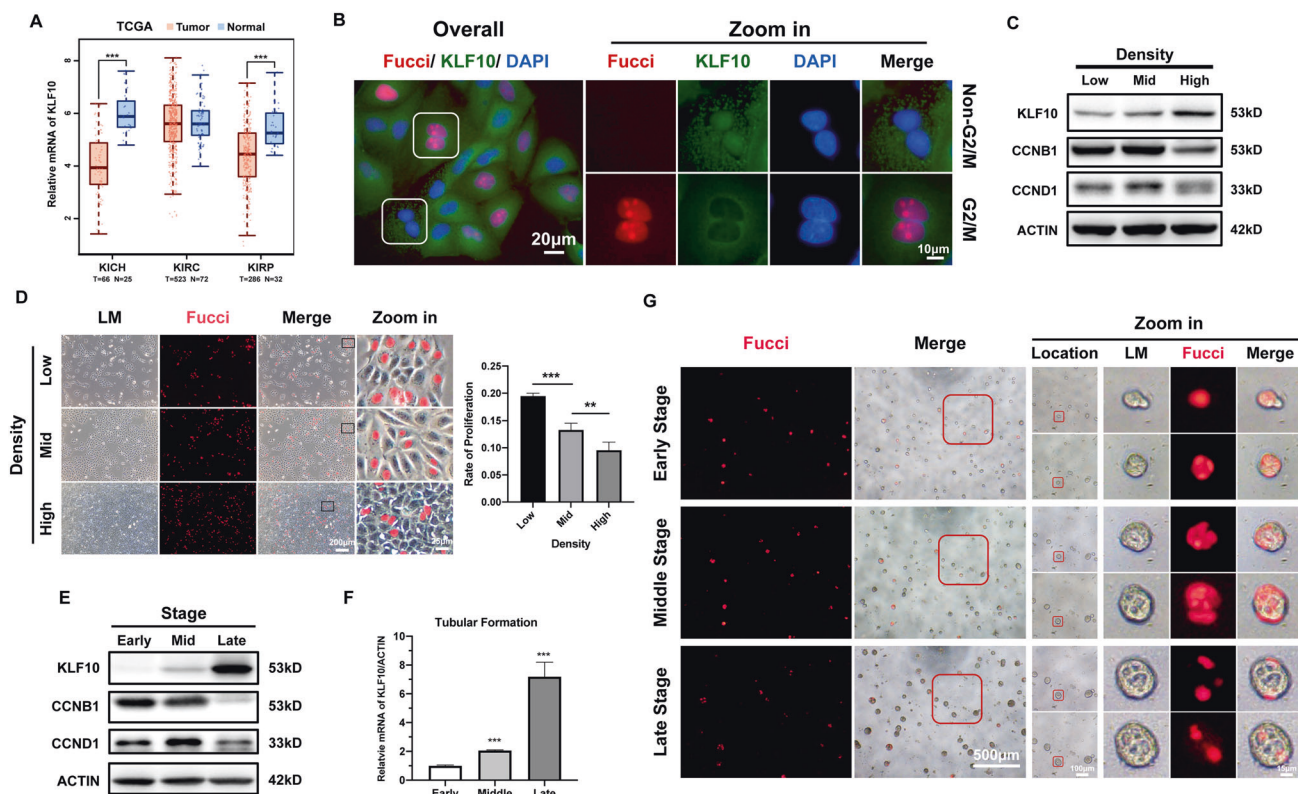 A
TCGA Tumor Normal
Relative mRNA of KLF10
8
6
4
2
***
***
KICH KIRC KIRP
T=66 N=25 T=523 N=72 T=286 N=32
B
Overall
Zoom in
Fucci/ KLF10/ DAPI
Fucci KLF10 DAPI Merge
Non-G2/M
G2/M
20μm
10μm
C
Density
Low Mid High
KLF10 53kD
CCNB1 53kD
CCND1 33kD
ACTIN 42kD
D
LM Fucci Merge Zoom in
Density
Low
Mid
High
200μm
25μm
Rate of Proliferation
0.20
0.15
0.10
0.05
0.00
***
**
Low Mid High
Density
E
Stage
Early Mid Late
KLF10 53kD
CCNB1 53kD
CCND1 33kD
ACTIN 42kD
F
Tubular Formation
Relatvie mRNA of KLF10/ACTIN
10
8
6
4
2
0
***
***
Early Middle Late
G
Zoom in
Fucci Merge Location LM Fucci Merge
Early Stage
Middle Stage
Late Stage
500μm
100μm
15μm